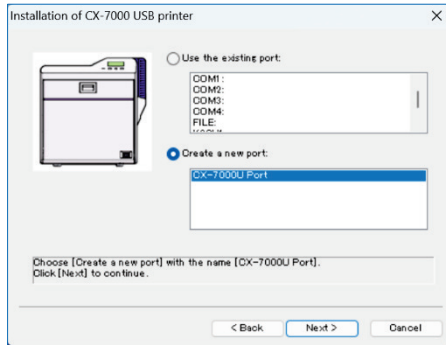 Installation of CX-7000 USB printer
Use the existing port:
COM1:
COM2:
COM3:
COM4:
FILE:
Create a new port:
CX-7000U Port
Choose [Create a new port] with the name [CX-7000U Port].
Click [Next] to continue.
< Back
Next >
Cancel